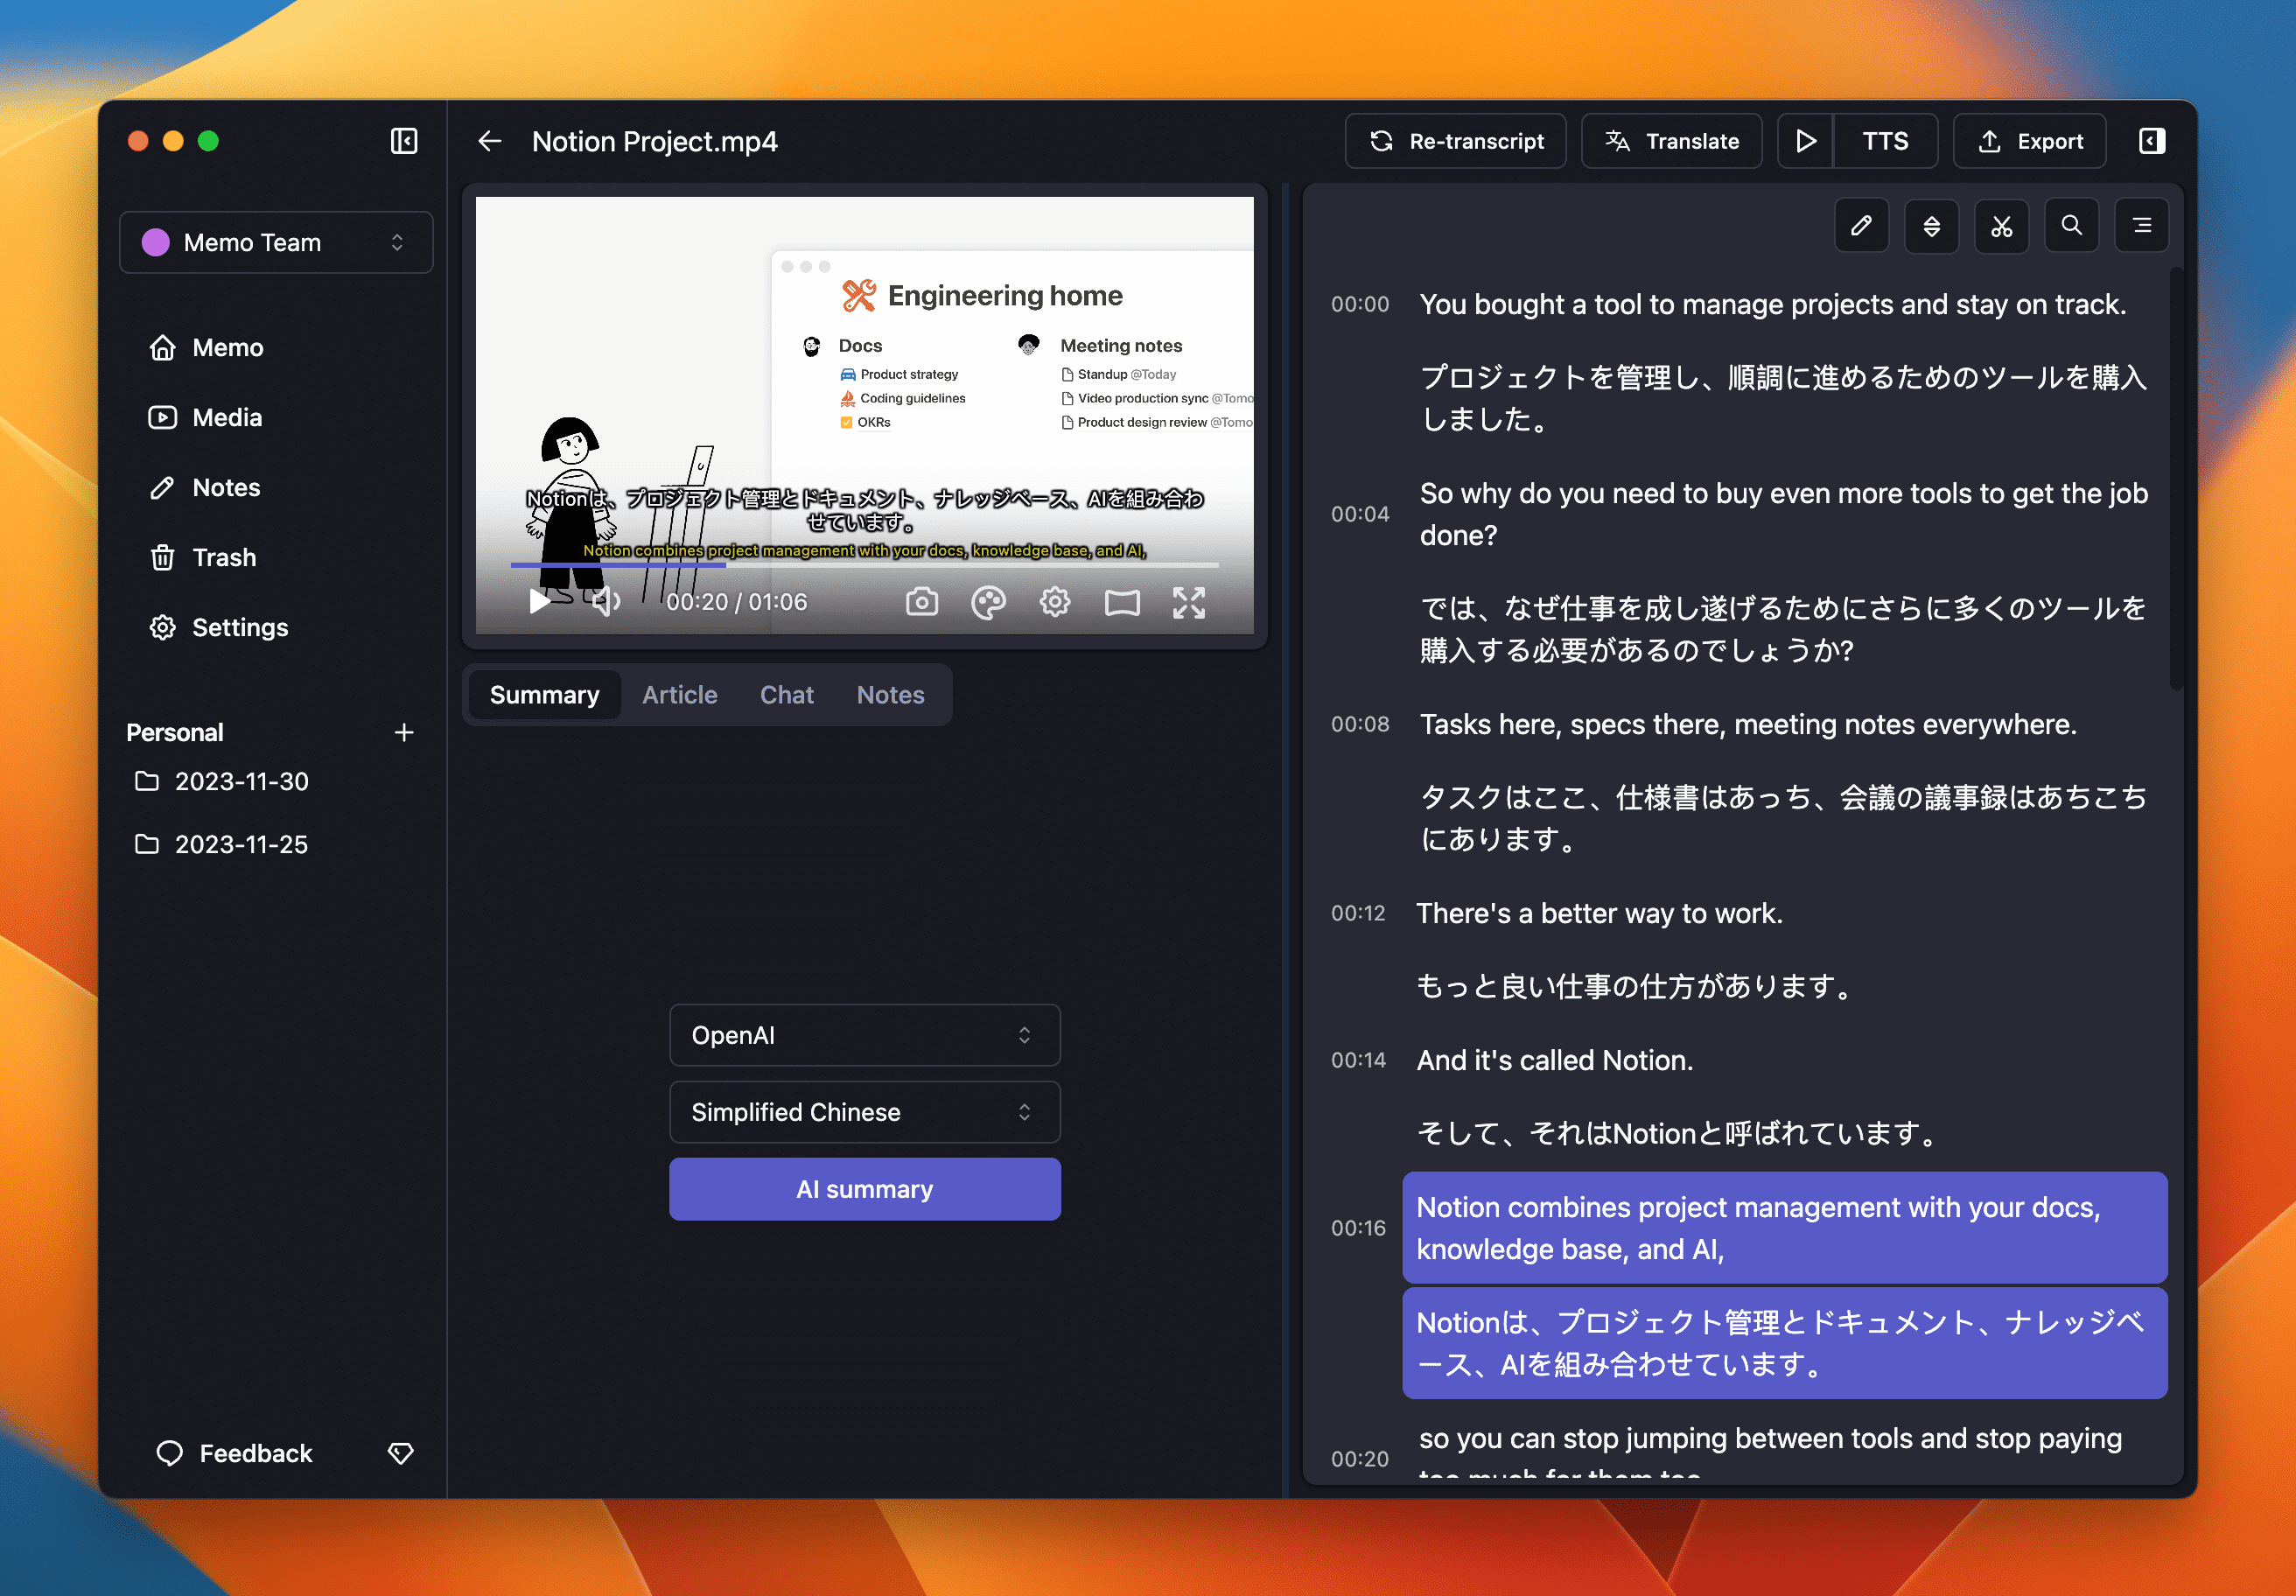 Notion Project.mp4
Re-transcript
Translate
TTS
Export
Memo Team
Memo
Media
Notes
Trash
Settings
Personal
2023-11-30
2023-11-25
Feedback
Engineering home
Docs
Product strategy
Coding guidelines
OKRs
Meeting notes
Standup @Today
Video production sync @Tomo
Product design review @Tomo
Notionは、プロジェクト管理とドキュメント、ナレッジベース、AIを組み合わ
せています。
Notion combines project management with your docs, knowledge base, and AI,
00:20 / 01:06
Summary
Article
Chat
Notes
OpenAI
Simplified Chinese
AI summary
00:00
You bought a tool to manage projects and stay on track.
プロジェクトを管理し、順調に進めるためのツールを購入
しました。
00:04
So why do you need to buy even more tools to get the job
done?
では、なぜ仕事を成し遂げるためにさらに多くのツールを
購入する必要があるのでしょうか?
00:08
Tasks here, specs there, meeting notes everywhere.
タスクはここ、仕様書はあっち、会議の議事録はあちこち
にあります。
00:12
There's a better way to work.
もっと良い仕事の仕方があります。
00:14
And it's called Notion.
そして、それはNotionと呼ばれています。
00:16
Notion combines project management with your docs,
knowledge base, and AI,
Notionは、プロジェクト管理とドキュメント、ナレッジベ
ース、AIを組み合わせています。
00:20
so you can stop jumping between tools and stop paying
too much for them too